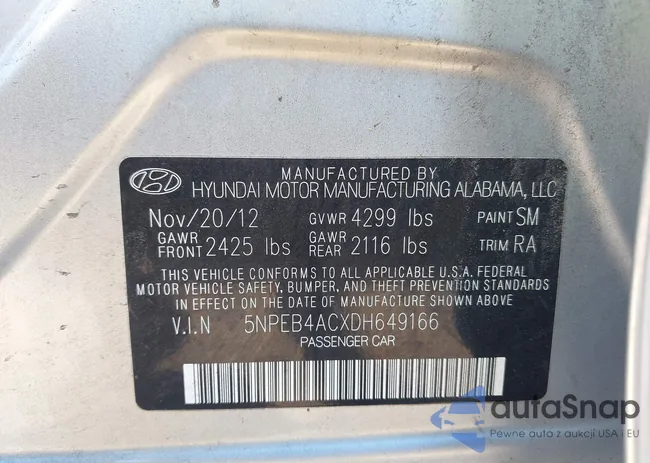 MANUFACTURED BY
HYUNDAI MOTOR MANUFACTURING ALABAMA, LLC
Nov/20/12 GVWR 4299 lbs PAINT SM
GAWR FRONT 2425 lbs GAWR REAR 2116 lbs TRIM RA
THIS VEHICLE CONFORMS TO ALL APPLICABLE U.S.A. FEDERAL
MOTOR VEHICLE SAFETY, BUMPER, AND THEFT PREVENTION STANDARDS
IN EFFECT ON THE DATE OF MANUFACTURE SHOWN ABOVE
V.I.N 5NPEB4ACXDH649166
PASSENGER CAR
autaSnap
Pewne auta z aukcji USA i EU